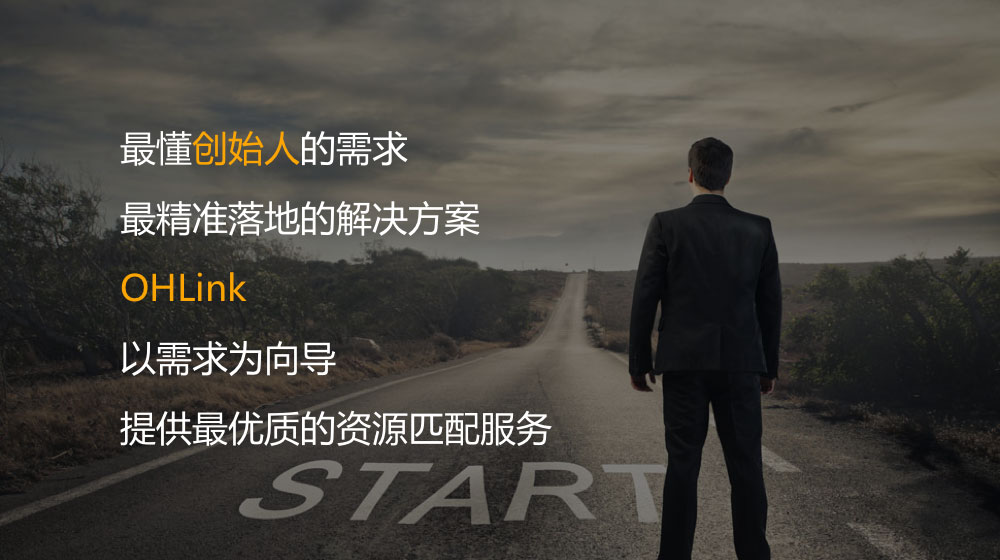 最懂创始人的需求
最精准落地的解决方案
OHLink
以需求为向导
提供最优质的资源匹配服务
START